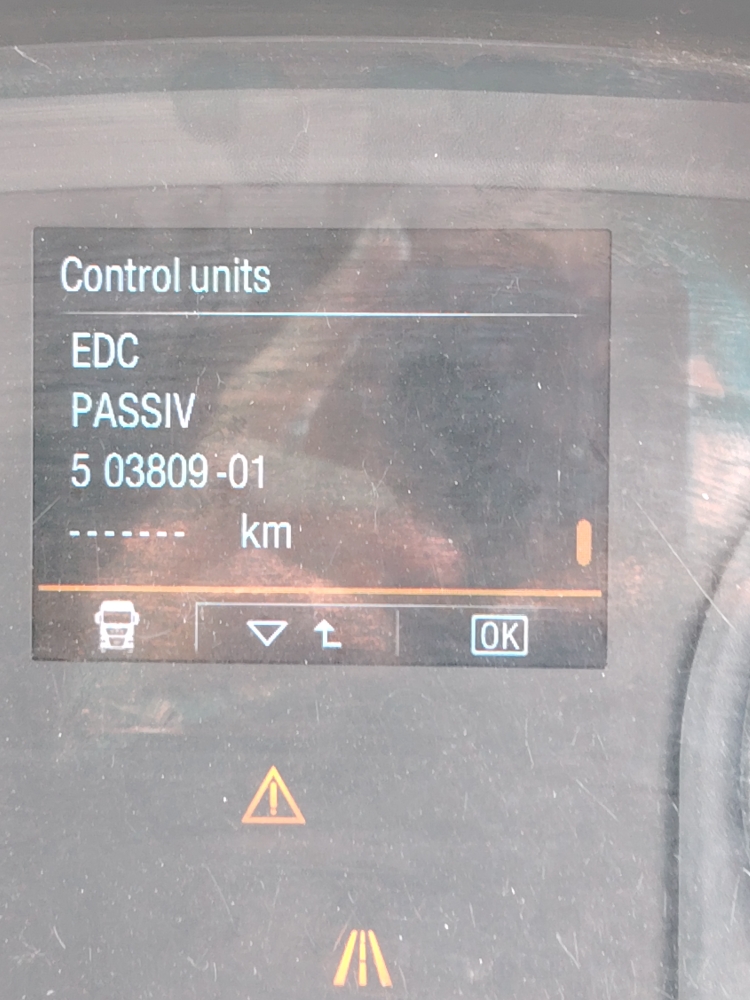 Control units
EDC
PASSIV
5 03809-01
------- km
OK